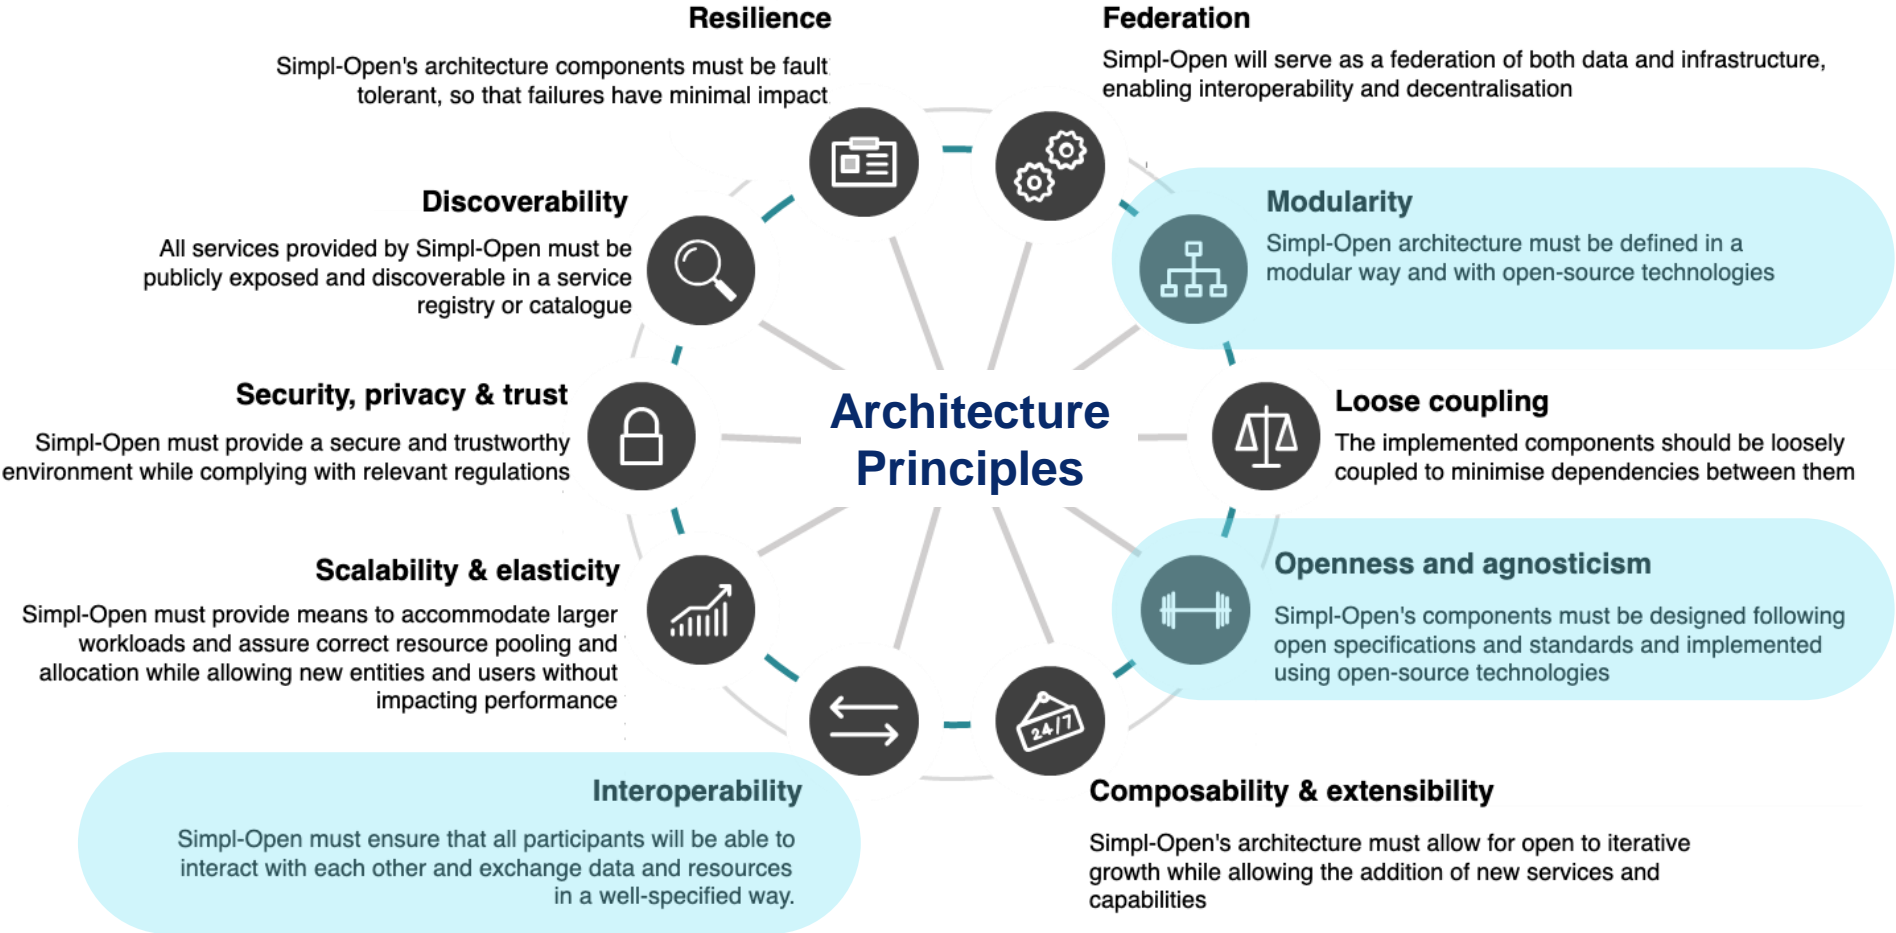 Resilience
Simpl-Open's architecture components must be fault
tolerant, so that failures have minimal impact
Federation
Simpl-Open will serve as a federation of both data and infrastructure,
enabling interoperability and decentralisation
Discoverability
All services provided by Simpl-Open must be
publicly exposed and discoverable in a service
registry or catalogue
Modularity
Simpl-Open architecture must be defined in a
modular way and with open-source technologies
Security, privacy & trust
Simpl-Open must provide a secure and trustworthy
environment while complying with relevant regulations
Architecture
Principles
Loose coupling
The implemented components should be loosely
coupled to minimise dependencies between them
Scalability & elasticity
Simpl-Open must provide means to accommodate larger
workloads and assure correct resource pooling and
allocation while allowing new entities and users without
impacting performance
Openness and agnosticism
Simpl-Open's components must be designed following
open specifications and standards and implemented
using open-source technologies
24/7
Interoperability
Simpl-Open must ensure that all participants will be able to
interact with each other and exchange data and resources
in a well-specified way.
Composability & extensibility
Simpl-Open's architecture must allow for open to iterative
growth while allowing the addition of new services and
capabilities